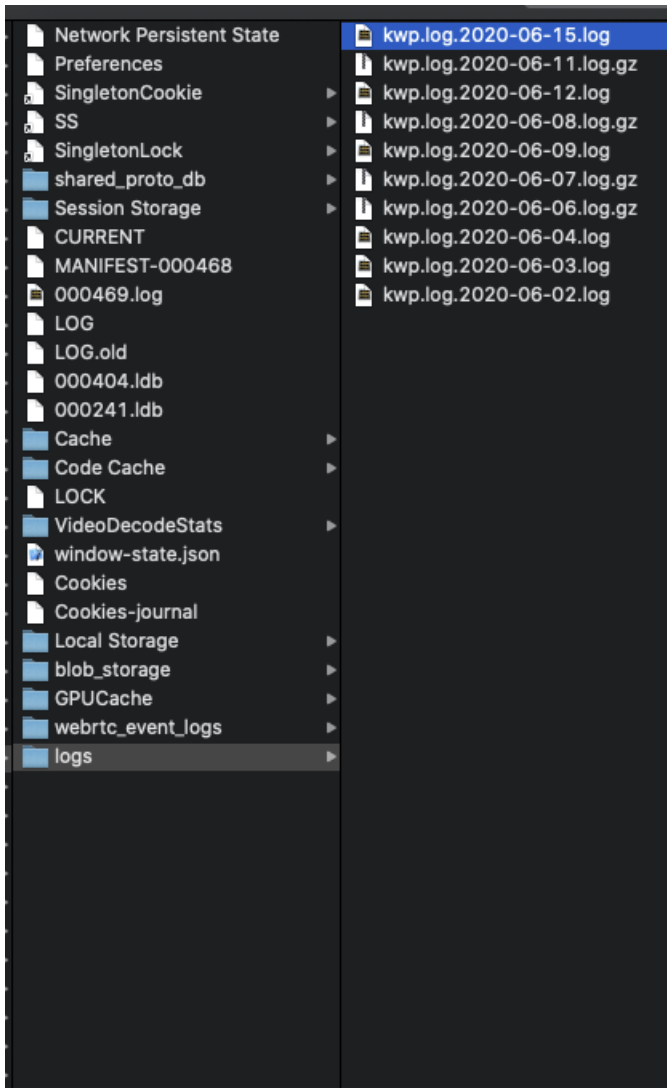 Network Persistent State
Preferences
SingletonCookie
SS
SingletonLock
shared_proto_db
Session Storage
CURRENT
MANIFEST-000468
000469.log
LOG
LOG.old
000404.ldb
000241.ldb
Cache
Code Cache
LOCK
VideoDecodeStats
window-state.json
Cookies
Cookies-journal
Local Storage
blob_storage
GPUCache
webrtc_event_logs
logs
kwp.log.2020-06-15.log
kwp.log.2020-06-11.log.gz
kwp.log.2020-06-12.log
kwp.log.2020-06-08.log.gz
kwp.log.2020-06-09.log
kwp.log.2020-06-07.log.gz
kwp.log.2020-06-06.log.gz
kwp.log.2020-06-04.log
kwp.log.2020-06-03.log
kwp.log.2020-06-02.log